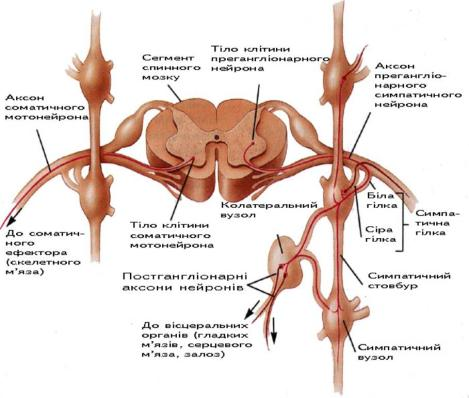 Сегмент
спинного
мозку
Тіло клітини
прегангліонарного
нейрона
Аксон
прегангліо-
нарного
симпатичного
нейрона
Аксон
соматичного
мотонейрона
Колатеральний
вузол
Біла
гілка
Сіра
гілка
Симпа-
тична
гілка
До соматич-
ного
ефектора
(скелетного
м'яза)
Тіло клітини
соматичного
мотонейрона
Постгангліонарні
аксони нейронів
Симпатичний
стовбур
До вісцеральних
органів (гладких
м'язів, серцевого
м'яза, залоз)
Симпатичний
вузол